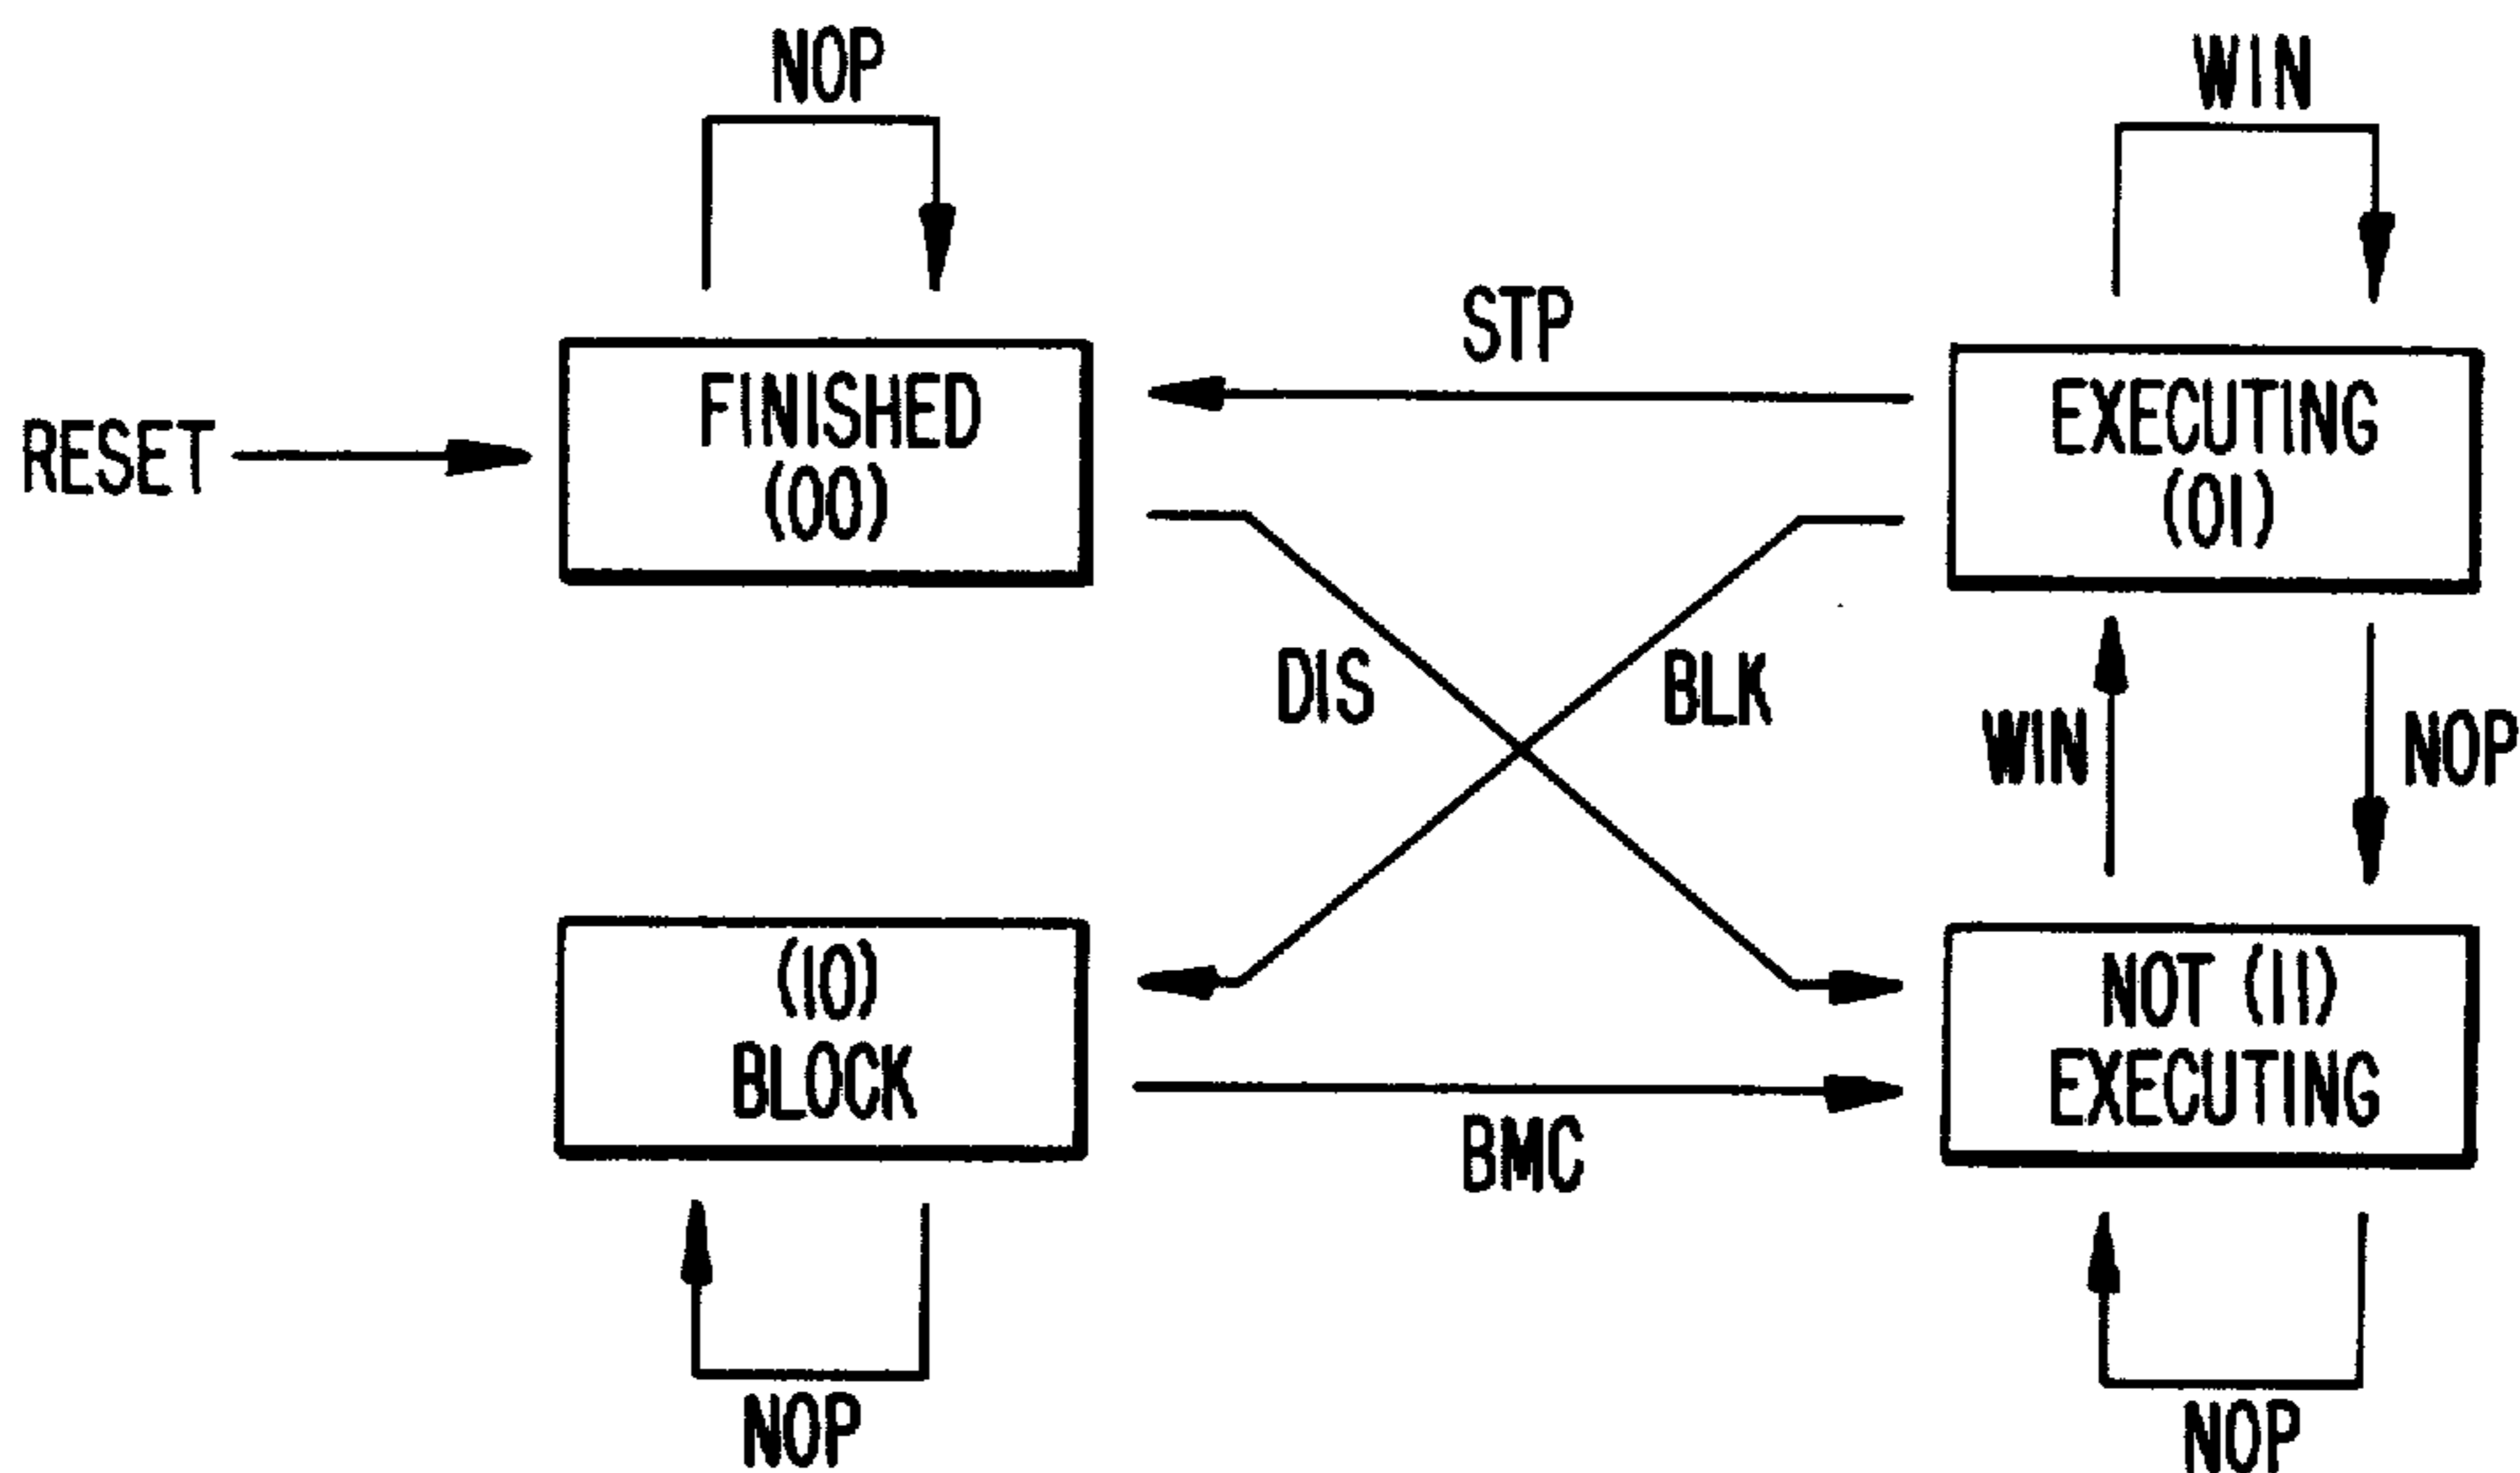 NOP
WIN
STP
RESET
FINISHED
(00)
EXECUTING
(01)
DIS
BLK
WIN
NOP
(10)
BLOCK
NOT (11)
EXECUTING
BMC
NOP
NOP